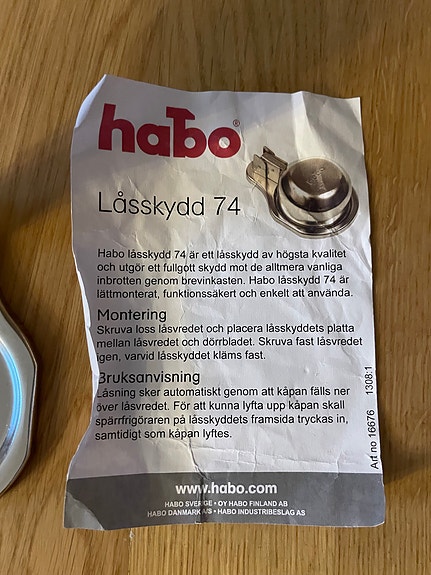 habo®
Låsskydd 74
Habo låsskydd 74 är ett låsskydd av högsta kvalitet
och utgör ett fullgott skydd mot de alltmera vanliga
inbrotten genom brevinkasten. Habo låsskydd 74 är
lättmonterat, funktionssäkert och enkelt att använda.
Montering
Skruva loss låsvredet och placera låsskyddets platta
mellan låsvredet och dörrbladet. Skruva fast låsvredet
igen, varvid låsskyddet kläms fast.
Bruksanvisning
Låsning sker automatiskt genom att kåpan fälls ner
över låsvredet. För att kunna lyfta upp kåpan skall
spärrfrigöraren på låsskyddets framsida tryckas in,
samtidigt som kåpan lyftes.
Art no 16676 1308:1
www.habo.com
HABO SVERIGE • OY HABO FINLAND AB
HABO DANMARK A/S • HABO INDUSTRIBESLAG AS